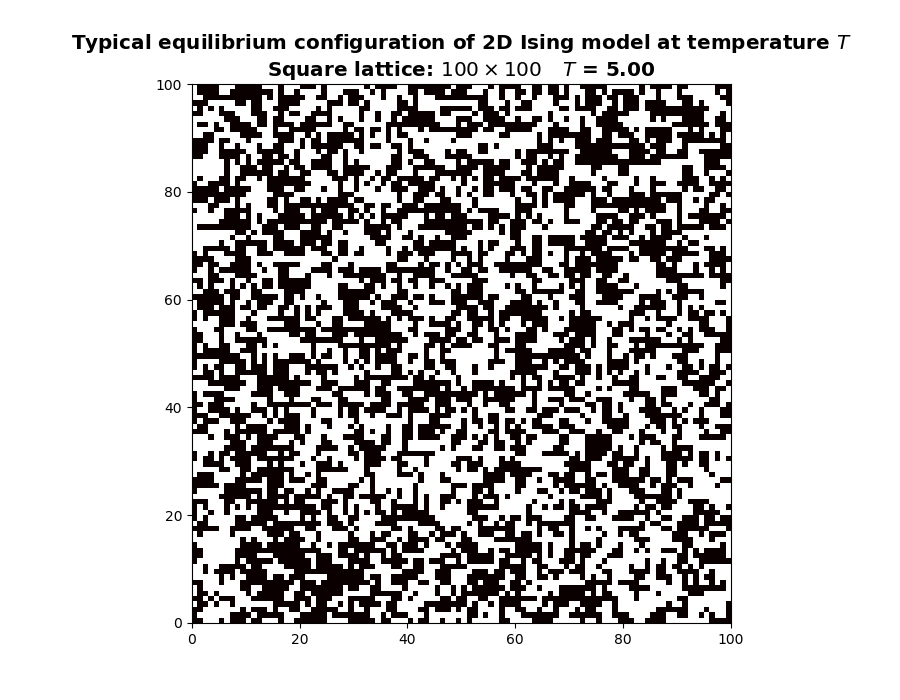 Typical equilibrium configuration of 2D Ising model at temperature T
Square lattice: 100 × 100 T = 5.00
100
80
60
40
20
0
0 20 40 60 80 100